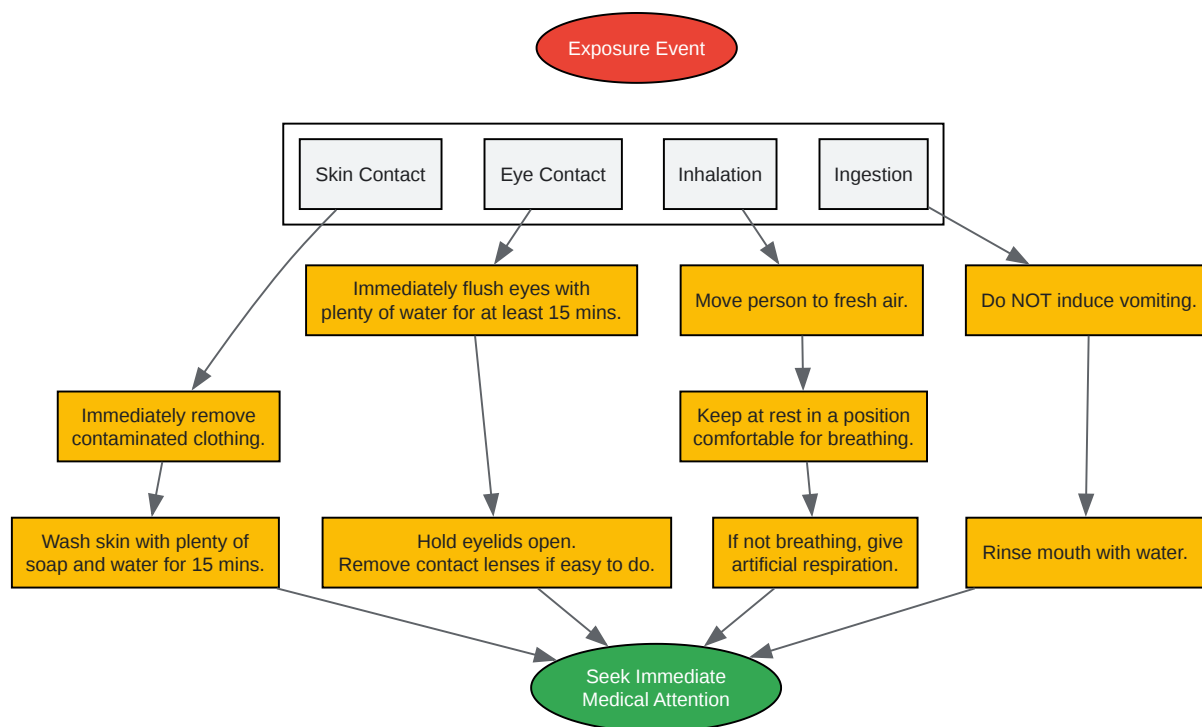 Exposure Event
Skin Contact
Eye Contact
Inhalation
Ingestion
Immediately flush eyes with
plenty of water for at least 15 mins.
Move person to fresh air.
Do NOT induce vomiting.
Immediately remove
contaminated clothing.
Keep at rest in a position
comfortable for breathing.
Wash skin with plenty of
soap and water for 15 mins.
Hold eyelids open.
Remove contact lenses if easy to do.
If not breathing, give
artificial respiration.
Rinse mouth with water.
Seek Immediate
Medical Attention